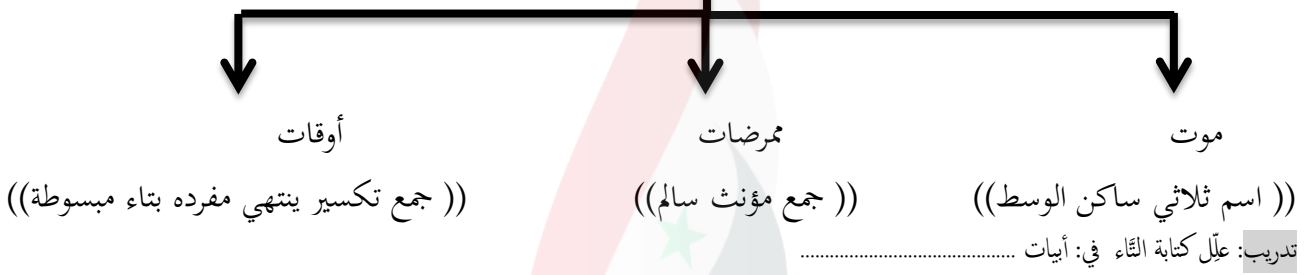 موت ممرضات أوقات
(( اسم ثلاثي ساكن الوسط)) (( جمع مؤنث سالم)) (( جمع تكسير ينتهي مفرده بتاء مبسوطة))
تدريب: علِّل كتابة التَّاء في: أبيات ............................................